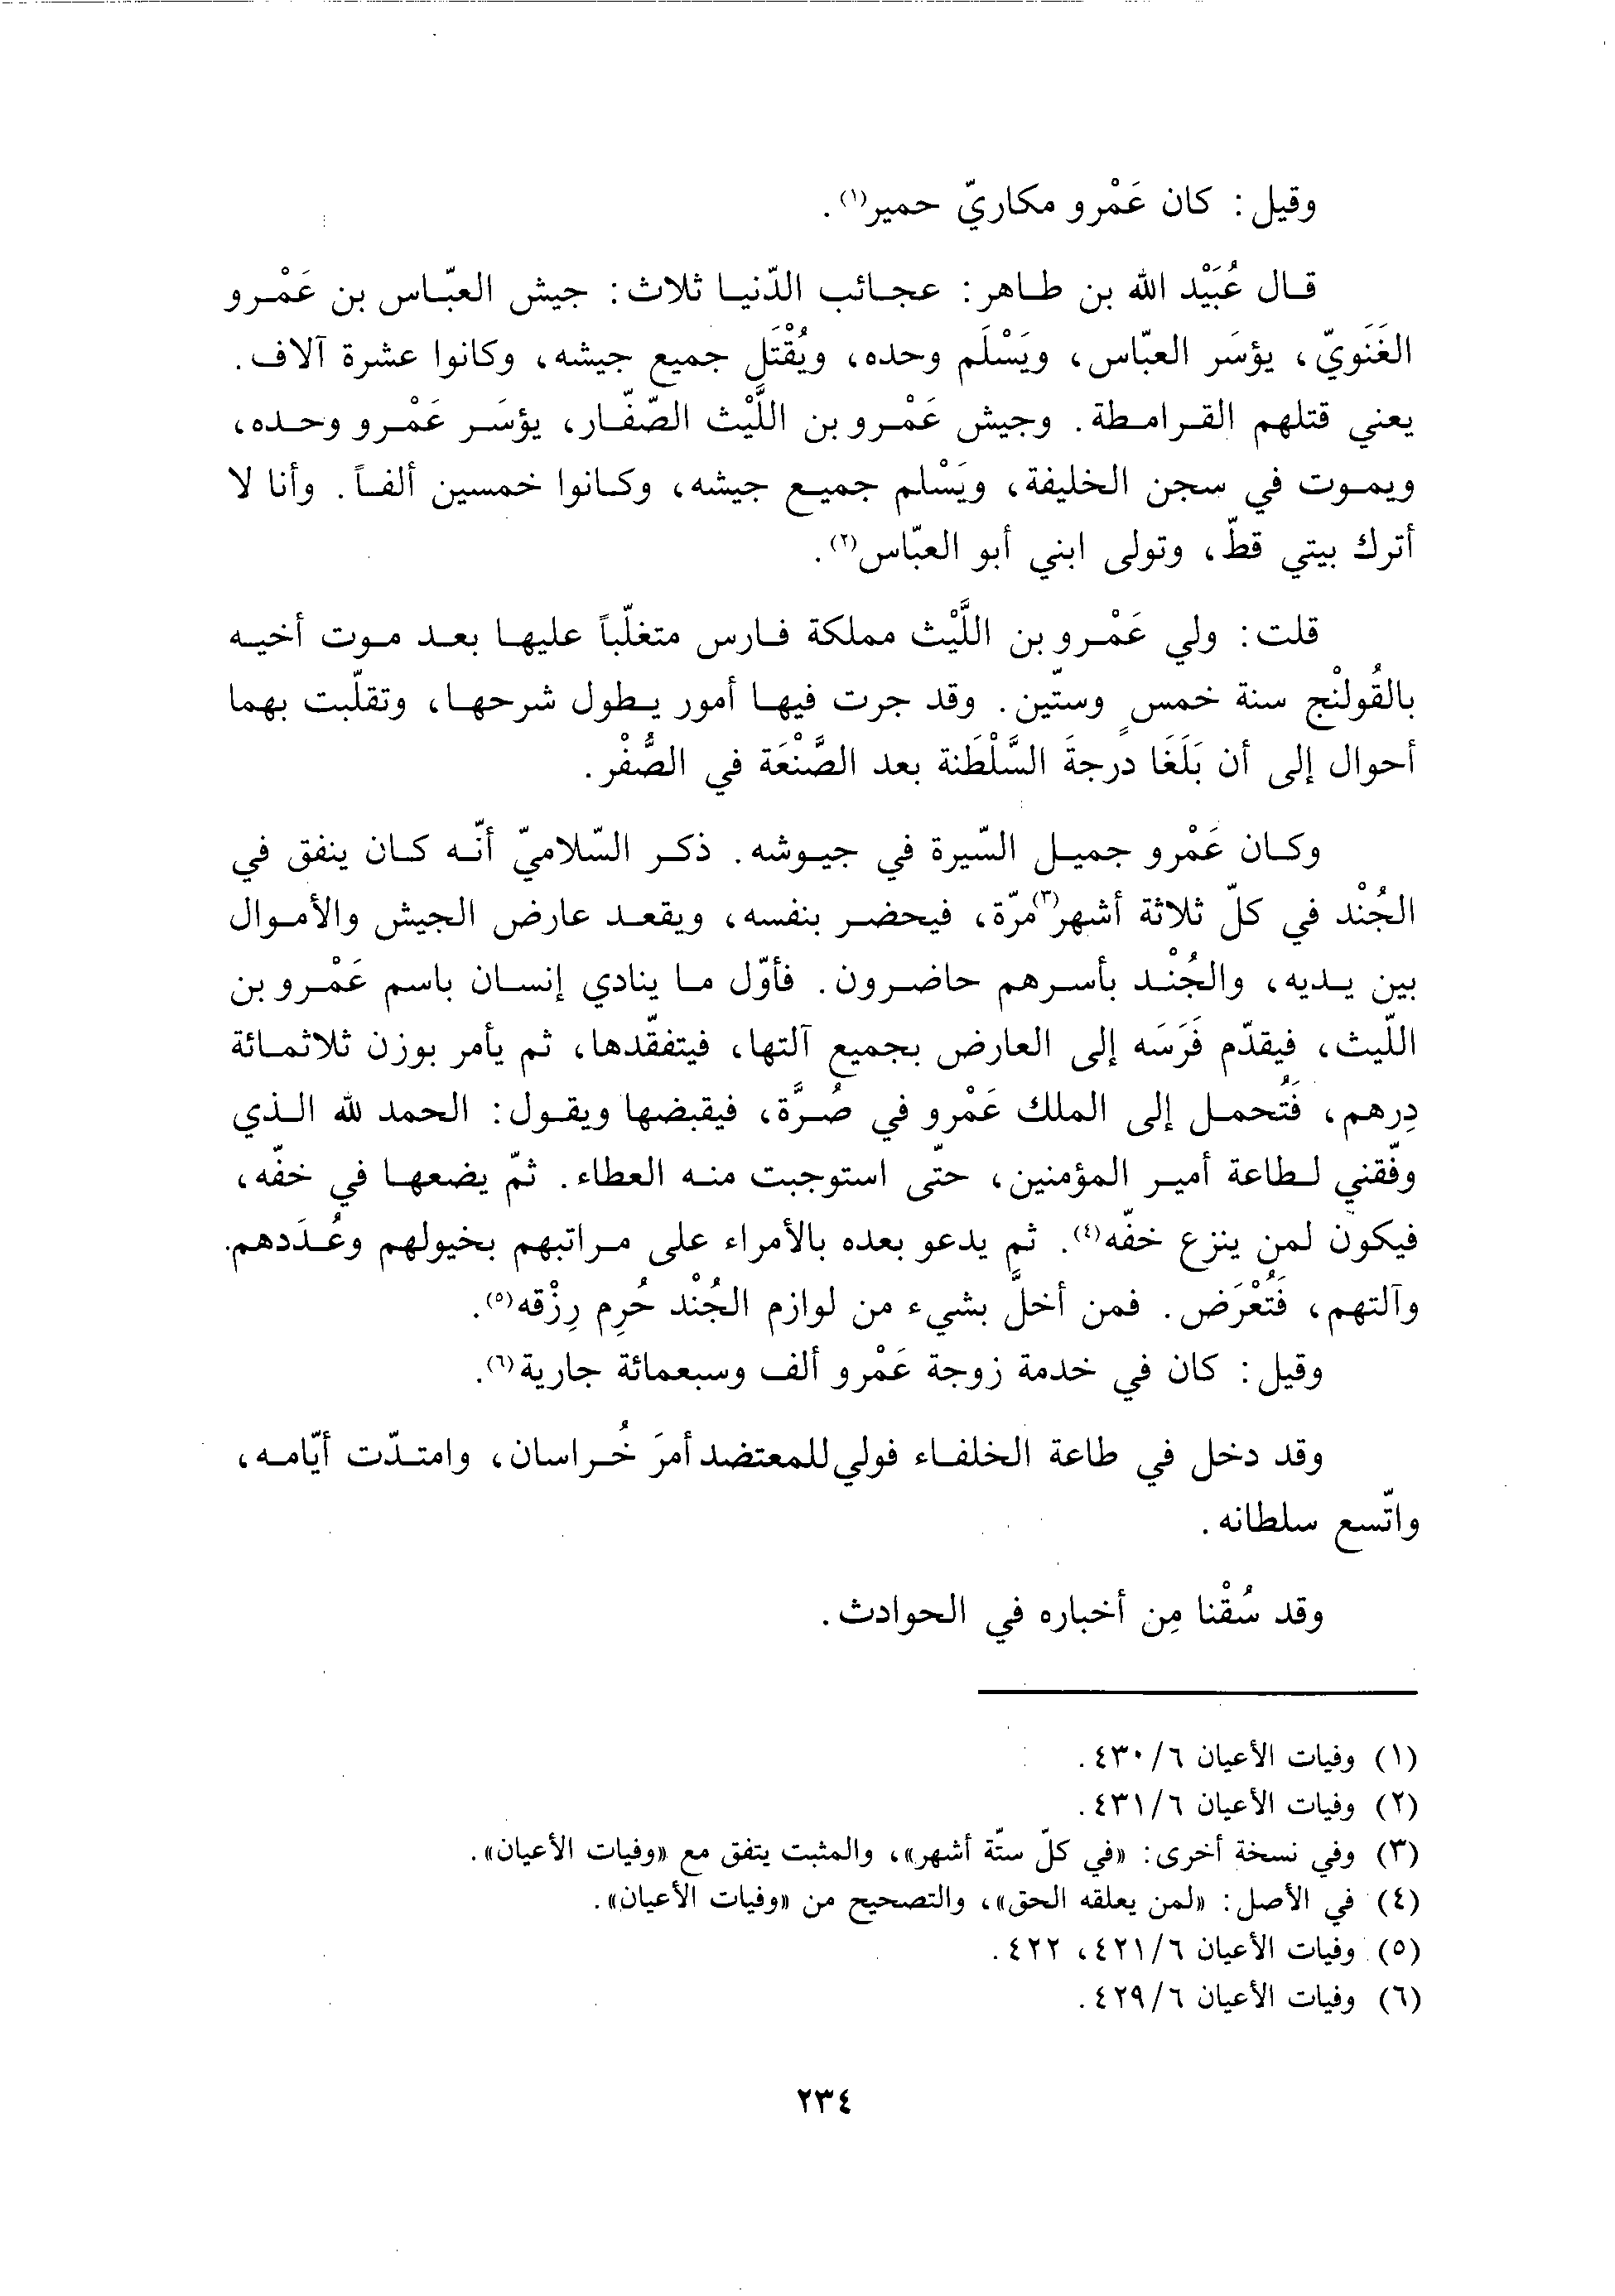 وقيل: كان عَمْرو مكاريّ حمير(١).
قال عُبَيْد الله بن طاهر: عجائب الدّنيا ثلاث: جيش العبّاس بن عَمْرو
الغَنَويّ، يؤسَر العبّاس، ويَسْلَم وحده، ويُقْتَل جميع جيشه، وكانوا عشرة آلاف.
يعني قتلهم القرامطة. وجيش عَمْرو بن اللَّيْث الصّفّار، يؤسَر عَمْرو وحده،
ويموت في سجن الخليفة، ويَسْلم جميع جيشه، وكانوا خمسين ألفاً. وأنا لا
أترك بيتي قطّ، وتولى ابني أبو العبّاس(٢).
قلت: ولي عَمْرو بن اللَّيْث مملكة فارس متغلّباً عليها بعد موت أخيه
بالقُولنْج سنة خمسٍ وستّين. وقد جرت فيها أمور يطول شرحها، وتقلّبت بهما
أحوال إلى أن بَلَغَا درجةَ السَّلْطَنة بعد الصَّنْعَة في الصُّفْر.
وكان عَمْرو جميل السّيرة في جيوشه. ذكر السّلاميّ أنّه كان ينفق في
الجُنْد في كلّ ثلاثة أشهر(٣) مرّة، فيحضر بنفسه، ويقعد عارض الجيش والأموال
بين يديه، والجُنْد بأسرهم حاضرون. فأوّل ما ينادي إنسان باسم عَمْرو بن
اللّيث، فيقدّم فَرَسَه إلى العارض بجميع آلتها، فيتفقّدها، ثم يأمر بوزن ثلاثمائة
دِرهم، فَتُحمل إلى الملك عَمْرو في صُرَّة، فيقبضها ويقول: الحمد لله الذي
وفّقني لطاعة أمير المؤمنين، حتّى استوجبت منه العطاء. ثمّ يضعها في خفّه،
فيكون لمن ينزع خفّه(٤). ثم يدعو بعده بالأمراء على مراتبهم بخيولهم وعُدَدهم.
وآلتهم، فَتُعْرَض. فمن أخلَّ بشيء من لوازم الجُنْد حُرِم رِزْقه(٥).
وقيل: كان في خدمة زوجة عَمْرو ألف وسبعمائة جارية(٦).
وقد دخل في طاعة الخلفاء فولي للمعتضد أمرَ خُراسان، وامتدّت أيّامه،
واتّسع سلطانه.
وقد سُقْنا مِن أخباره في الحوادث.
(١) وفيات الأعيان ٦/٤٣٠.
(٢) وفيات الأعيان ٦/٤٣١.
(٣) وفي نسخة أخرى: «في كلّ ستّة أشهر»، والمثبت يتفق مع «وفيات الأعيان».
(٤) في الأصل: «لمن يعلقه الحق»، والتصحيح من «وفيات الأعيان».
(٥) وفيات الأعيان ٦/٤٢١، ٤٢٢.
(٦) وفيات الأعيان ٦/٤٢٩.
٢٣٤